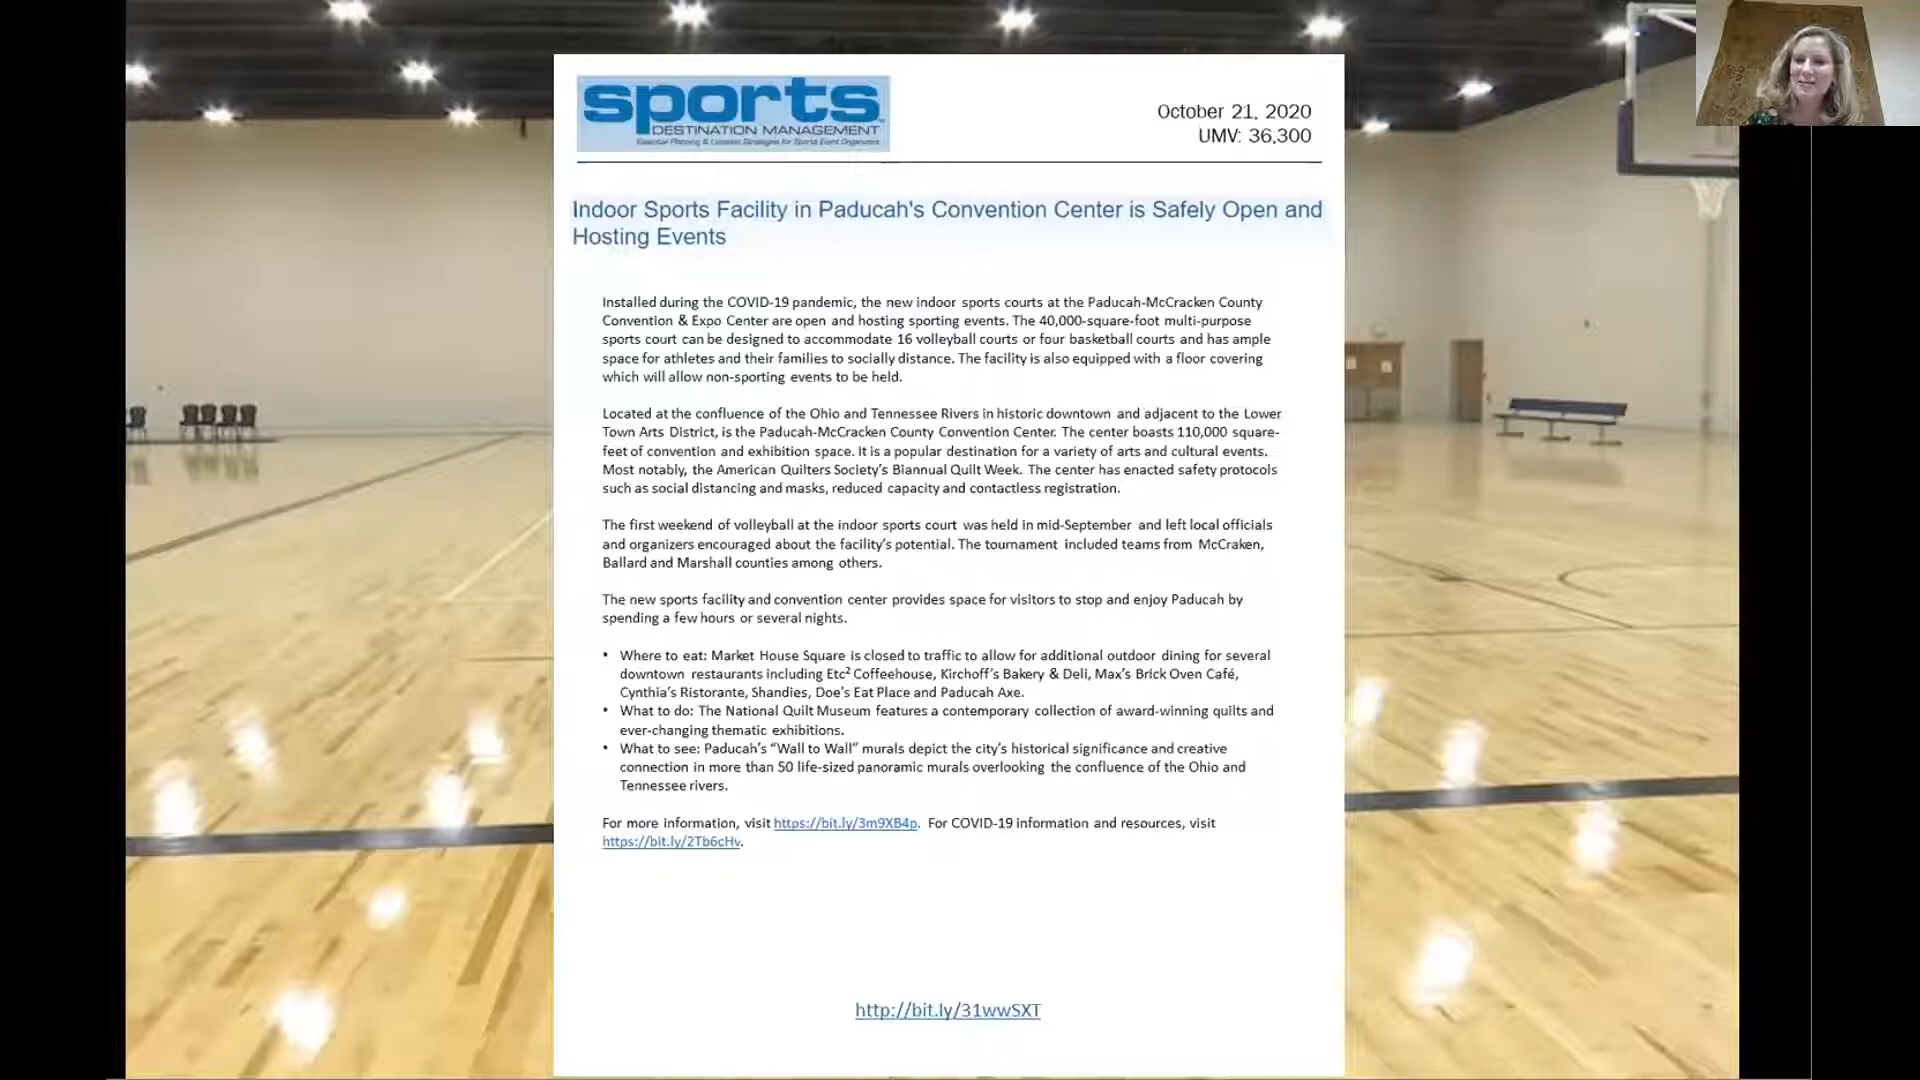 sports
DESTINATION MANAGEMENT
Essential Planning & Location Strategies for Sports Event Organizers
October 21, 2020
UMV: 36,300
Indoor Sports Facility in Paducah's Convention Center is Safely Open and
Hosting Events
Installed during the COVID-19 pandemic, the new indoor sports courts at the Paducah-McCracken County
Convention & Expo Center are open and hosting sporting events. The 40,000-square-foot multi-purpose
sports court can be designed to accommodate 16 volleyball courts or four basketball courts and has ample
space for athletes and their families to socially distance. The facility is also equipped with a floor covering
which will allow non-sporting events to be held.
Located at the confluence of the Ohio and Tennessee Rivers in historic downtown and adjacent to the Lower
Town Arts District, is the Paducah-McCracken County Convention Center. The center boasts 110,000 square-
feet of convention and exhibition space. It is a popular destination for a variety of arts and cultural events.
Most notably, the American Quilters Society's Biannual Quilt Week. The center has enacted safety protocols
such as social distancing and masks, reduced capacity and contactless registration.
The first weekend of volleyball at the indoor sports court was held in mid-September and left local officials
and organizers encouraged about the facility's potential. The tournament included teams from McCraken,
Ballard and Marshall counties among others.
The new sports facility and convention center provides space for visitors to stop and enjoy Paducah by
spending a few hours or several nights.
• Where to eat: Market House Square is closed to traffic to allow for additional outdoor dining for several
downtown restaurants including Etc² Coffeehouse, Kirchoff's Bakery & Deli, Max's Brick Oven Café,
Cynthia's Ristorante, Shandies, Doe's Eat Place and Paducah Axe.
• What to do: The National Quilt Museum features a contemporary collection of award-winning quilts and
ever-changing thematic exhibitions.
• What to see: Paducah's “Wall to Wall” murals depict the city's historical significance and creative
connection in more than 50 life-sized panoramic murals overlooking the confluence of the Ohio and
Tennessee rivers.
For more information, visit https://bit.ly/3m9XB4p. For COVID-19 information and resources, visit
https://bit.ly/2Tb6cHv.
http://bit.ly/31wwSXT